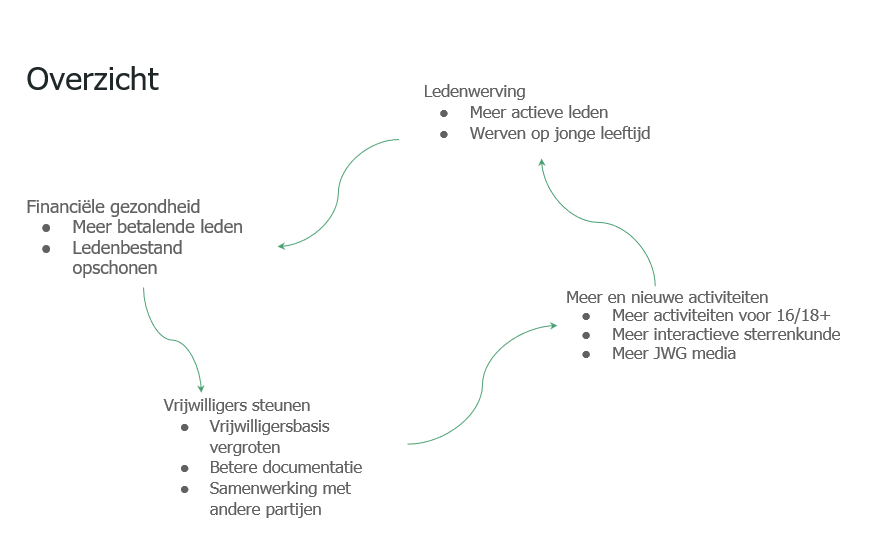 Overzicht
Ledenwerving
● Meer actieve leden
● Werven op jonge leeftijd
Financiële gezondheid
● Meer betalende leden
● Ledenbestand
opschonen
Meer en nieuwe activiteiten
● Meer activiteiten voor 16/18+
● Meer interactieve sterrenkunde
● Meer JWG media
Vrijwilligers steunen
● Vrijwilligersbasis
vergroten
● Betere documentatie
● Samenwerking met
andere partijen